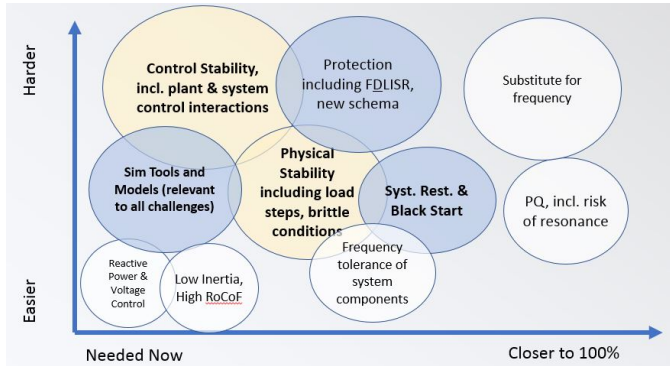 Harder
Control Stability,
incl. plant & system
control interactions
Protection
including FDLISR,
new schema
Substitute for
frequency
Sim Tools and
Models (relevant
to all challenges)
Physical
Stability
including load
steps, brittle
conditions
Syst. Rest. &
Black Start
PQ, incl. risk
of resonance
Reactive
Power &
Voltage
Control
Low Inertia,
High RoCoF
Frequency
tolerance of
system
components
Easier
Needed Now
Closer to 100%